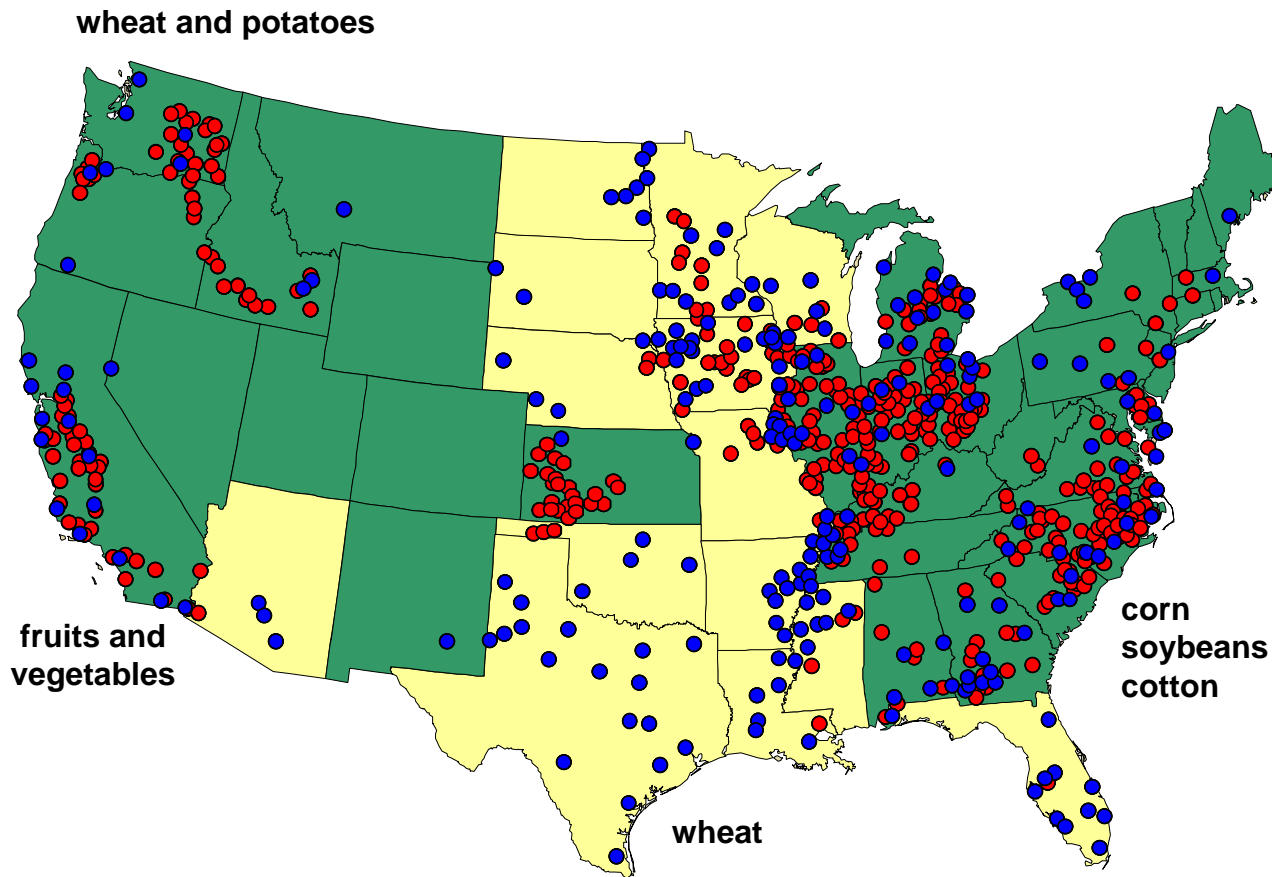 wheat and potatoes
fruits and
vegetables
corn
soybeans
cotton
wheat